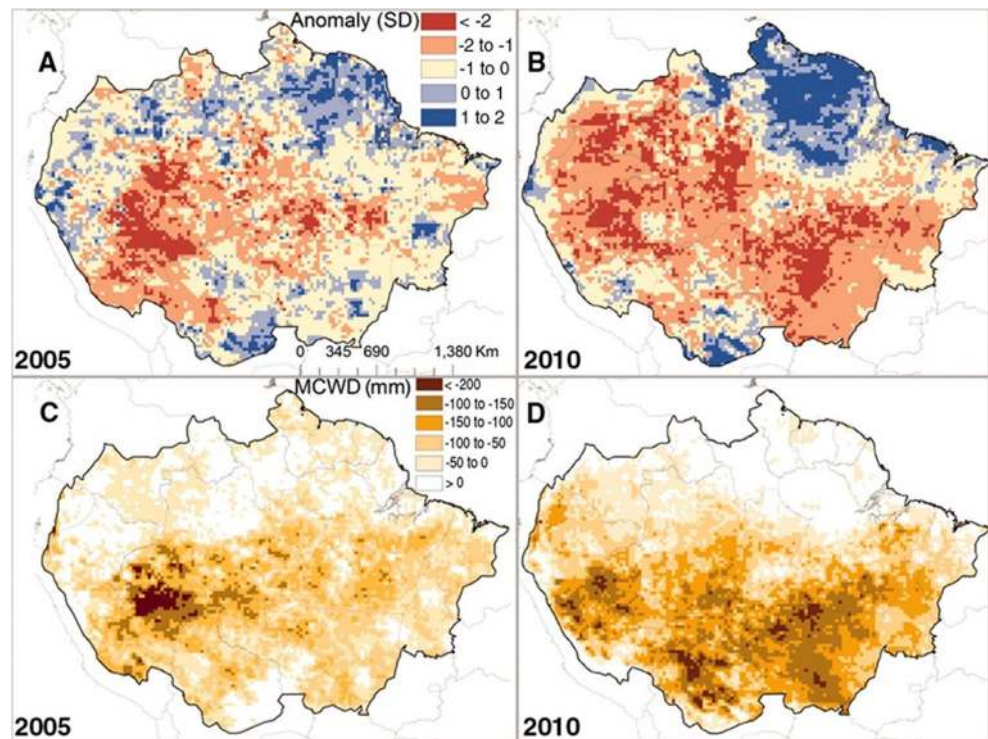 Anomaly (SD)
< -2
-2 to -1
-1 to 0
0 to 1
1 to 2
A
2005
0 345 690 1,380 Km
B
2010
MCWD (mm)
< -200
-100 to -150
-150 to -100
-100 to -50
-50 to 0
> 0
C
2005
D
2010